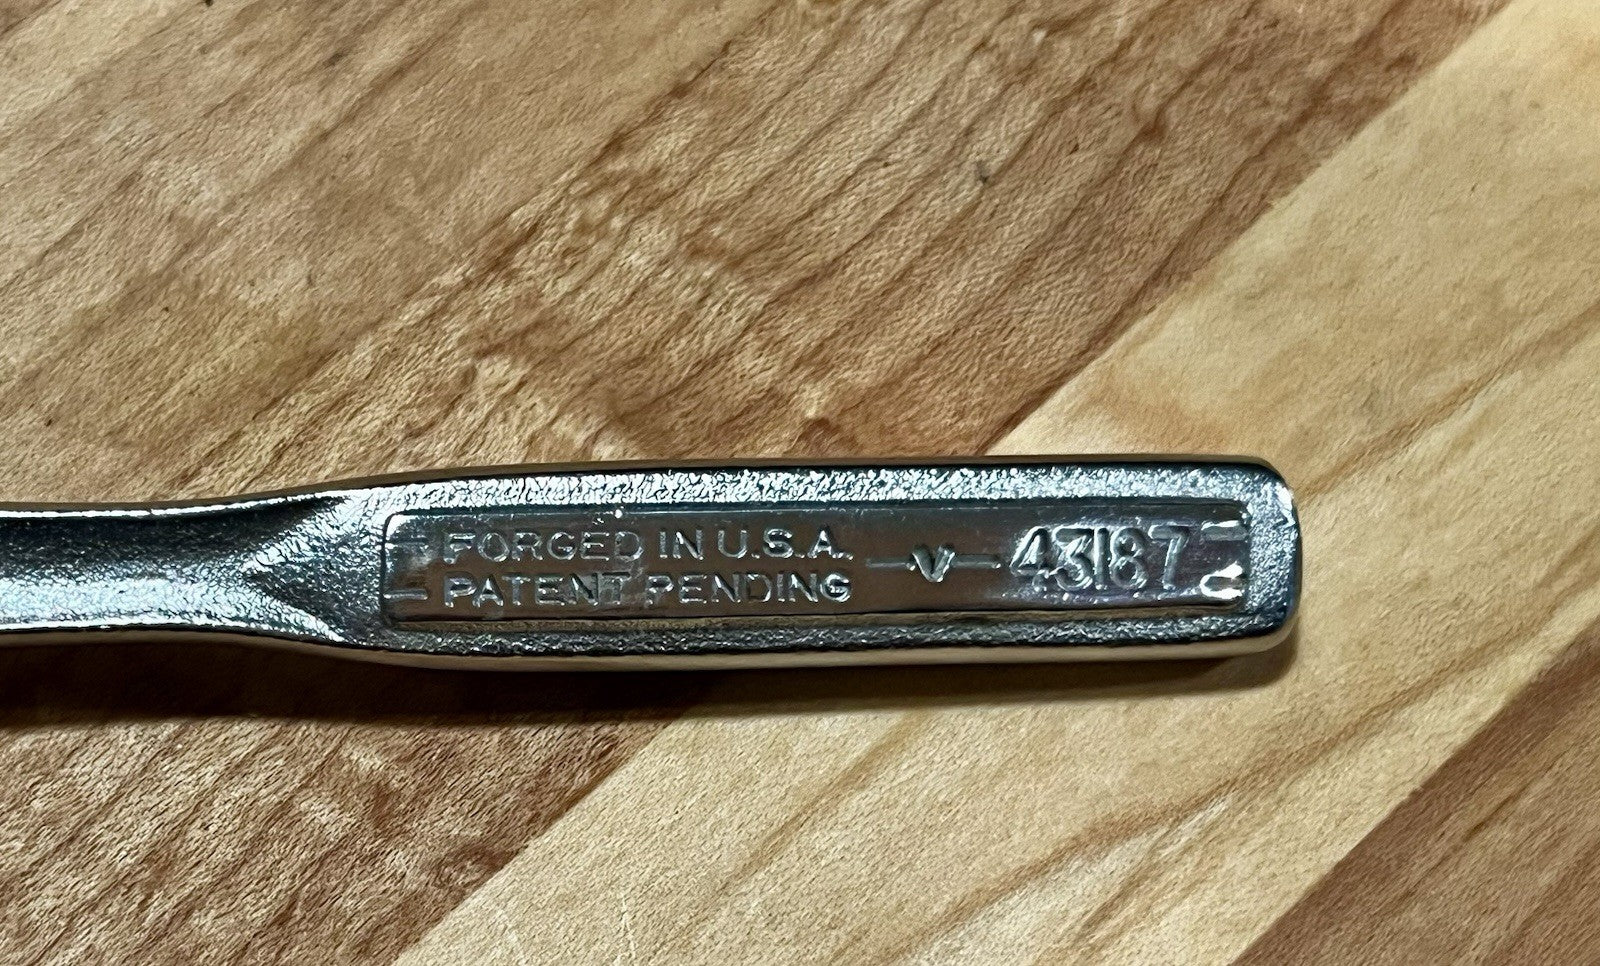 FORGED IN U.S.A. —V— 43187
PATENT PENDING